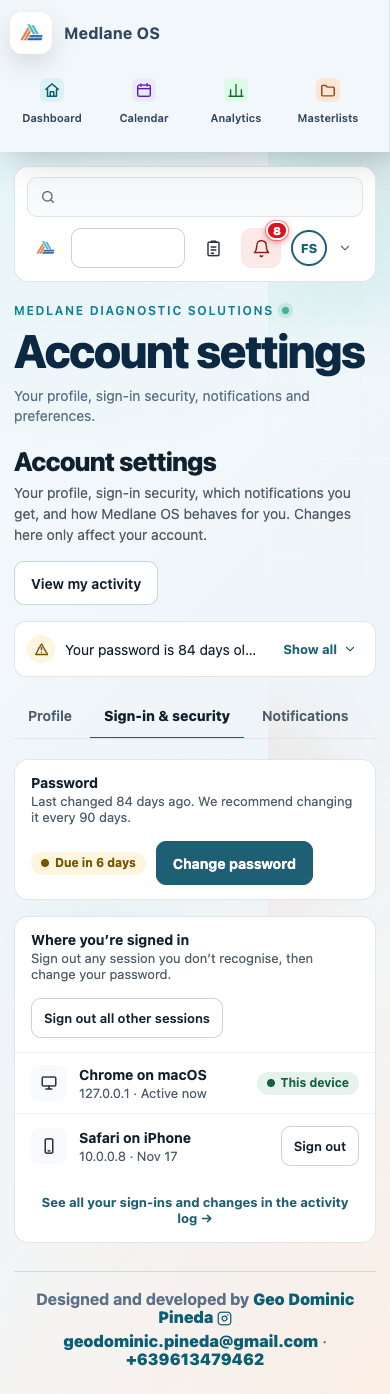 Medlane OS
Dashboard
Calendar
Analytics
Masterlists
8
FS
MEDLANE DIAGNOSTIC SOLUTIONS
Account settings
Your profile, sign-in security, notifications and
preferences.
Account settings
Your profile, sign-in security, which notifications you
get, and how Medlane OS behaves for you. Changes
here only affect your account.
View my activity
Your password is 84 days ol...
Show all
Profile
Sign-in & security
Notifications
Password
Last changed 84 days ago. We recommend changing
it every 90 days.
Due in 6 days
Change password
Where you’re signed in
Sign out any session you don’t recognise, then
change your password.
Sign out all other sessions
Chrome on macOS
127.0.0.1 · Active now
This device
Safari on iPhone
10.0.0.8 · Nov 17
Sign out
See all your sign-ins and changes in the activity
log →
Designed and developed by Geo Dominic
Pineda
geodominic.pineda@gmail.com ·
+639613479462